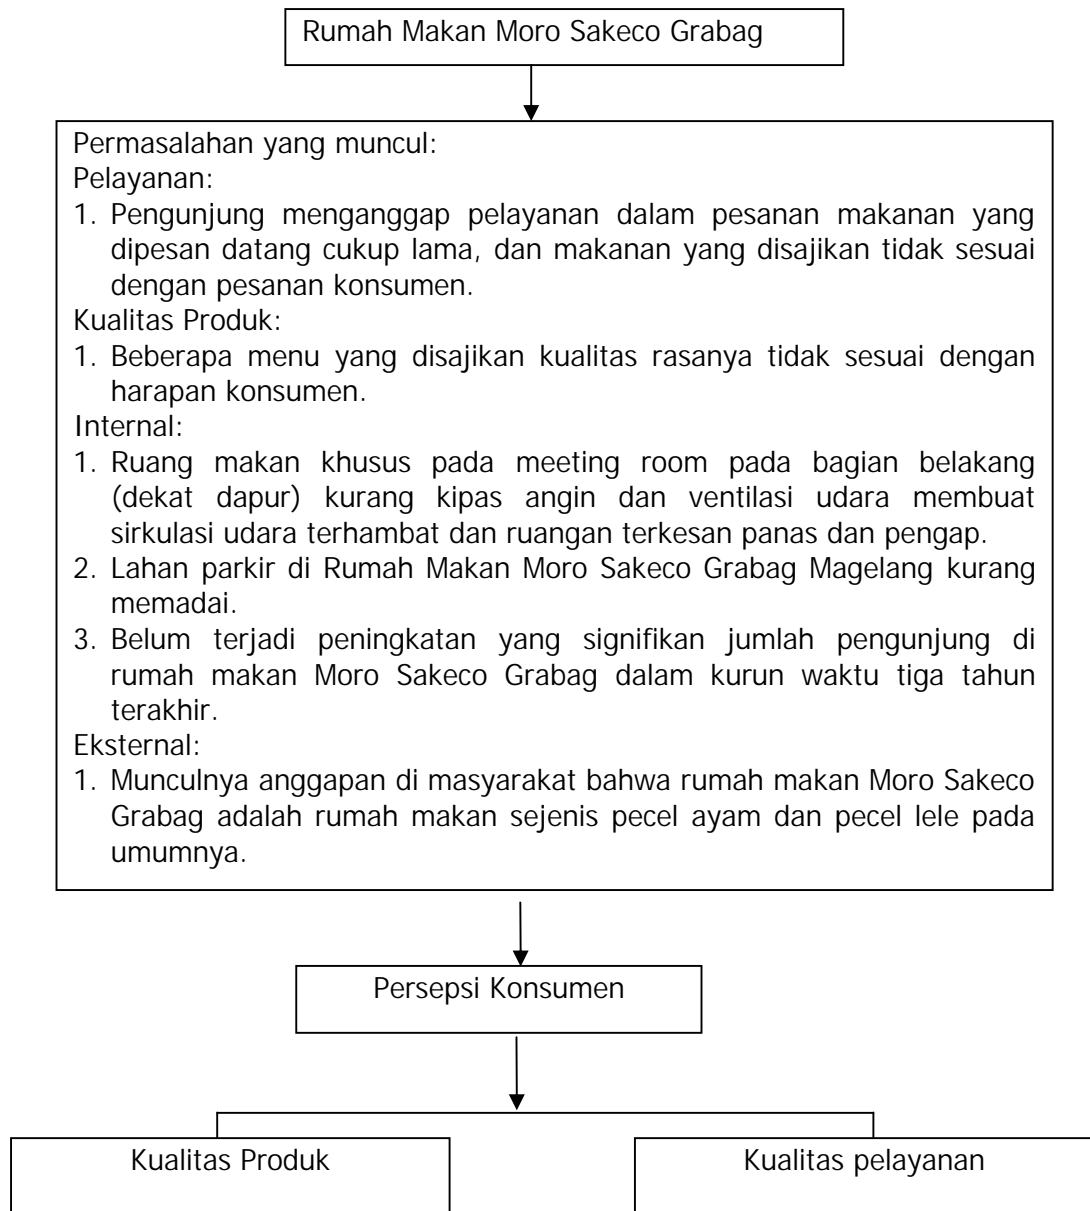 Rumah Makan Moro Sakeco Grabag
Permasalahan yang muncul:
Pelayanan:
1. Pengunjung menganggap pelayanan dalam pesanan makanan yang
dipesan datang cukup lama, dan makanan yang disajikan tidak sesuai
dengan pesanan konsumen.
Kualitas Produk:
1. Beberapa menu yang disajikan kualitas rasanya tidak sesuai dengan
harapan konsumen.
Internal:
1. Ruang makan khusus pada meeting room pada bagian belakang
(dekat dapur) kurang kipas angin dan ventilasi udara membuat
sirkulasi udara terhambat dan ruangan terkesan panas dan pengap.
2. Lahan parkir di Rumah Makan Moro Sakeco Grabag Magelang kurang
memadai.
3. Belum terjadi peningkatan yang signifikan jumlah pengunjung di
rumah makan Moro Sakeco Grabag dalam kurun waktu tiga tahun
terakhir.
Eksternal:
1. Munculnya anggapan di masyarakat bahwa rumah makan Moro Sakeco
Grabag adalah rumah makan sejenis pecel ayam dan pecel lele pada
umumnya.
Persepsi Konsumen
Kualitas Produk
Kualitas pelayanan